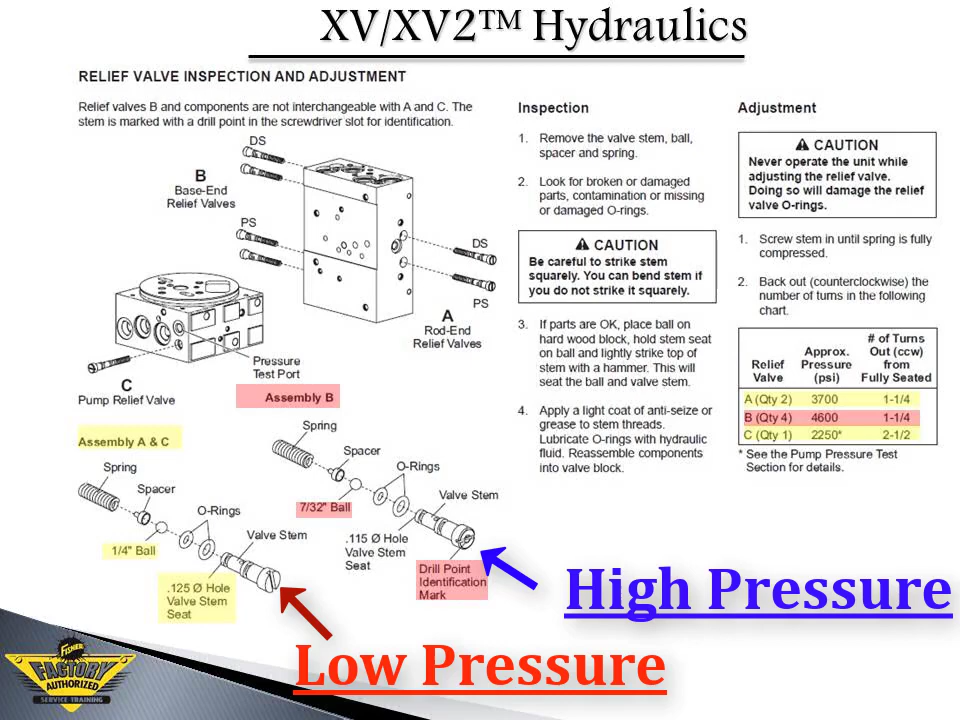 XV/XV2™ Hydraulics
RELIEF VALVE INSPECTION AND ADJUSTMENT
Relief valves B and components are not interchangeable with A and C. The
stem is marked with a drill point in the screwdriver slot for identification.
DS
B
Base-End
Relief Valves
PS
DS
PS
A
Rod-End
Relief Valves
Pressure
Test Port
C
Pump Relief Valve
Assembly B
Assembly A & C
Spring
Spacer
O-Rings
7/32" Ball
Valve Stem
.115 Ø Hole
Valve Stem
Seat
Drill Point
Identification
Mark
Spring
Spacer
O-Rings
1/4" Ball
Valve Stem
.125 Ø Hole
Valve Stem
Seat
Inspection
1. Remove the valve stem, ball,
spacer and spring.
2. Look for broken or damaged
parts, contamination or missing
or damaged O-rings.
CAUTION
Be careful to strike stem
squarely. You can bend stem if
you do not strike it squarely.
3. If parts are OK, place ball on
hard wood block, hold stem seat
on ball and lightly strike top of
stem with a hammer. This will
seat the ball and valve stem.
4. Apply a light coat of anti-seize or
grease to stem threads.
Lubricate O-rings with hydraulic
fluid. Reassemble components
into valve block.
Adjustment
CAUTION
Never operate the unit while
adjusting the relief valve.
Doing so will damage the relief
valve O-rings.
1. Screw stem in until spring is fully
compressed.
2. Back out (counterclockwise) the
number of turns in the following
chart.
Relief Valve Approx. Pressure (psi) # of Turns Out (ccw) from Fully Seated
A (Qty 2) 3700 1-1/4
B (Qty 4) 4600 1-1/4
C (Qty 1) 2250* 2-1/2
* See the Pump Pressure Test
Section for details.
High Pressure
Low Pressure
FISHER
FACTORY
AUTHORIZED
SERVICE TRAINING